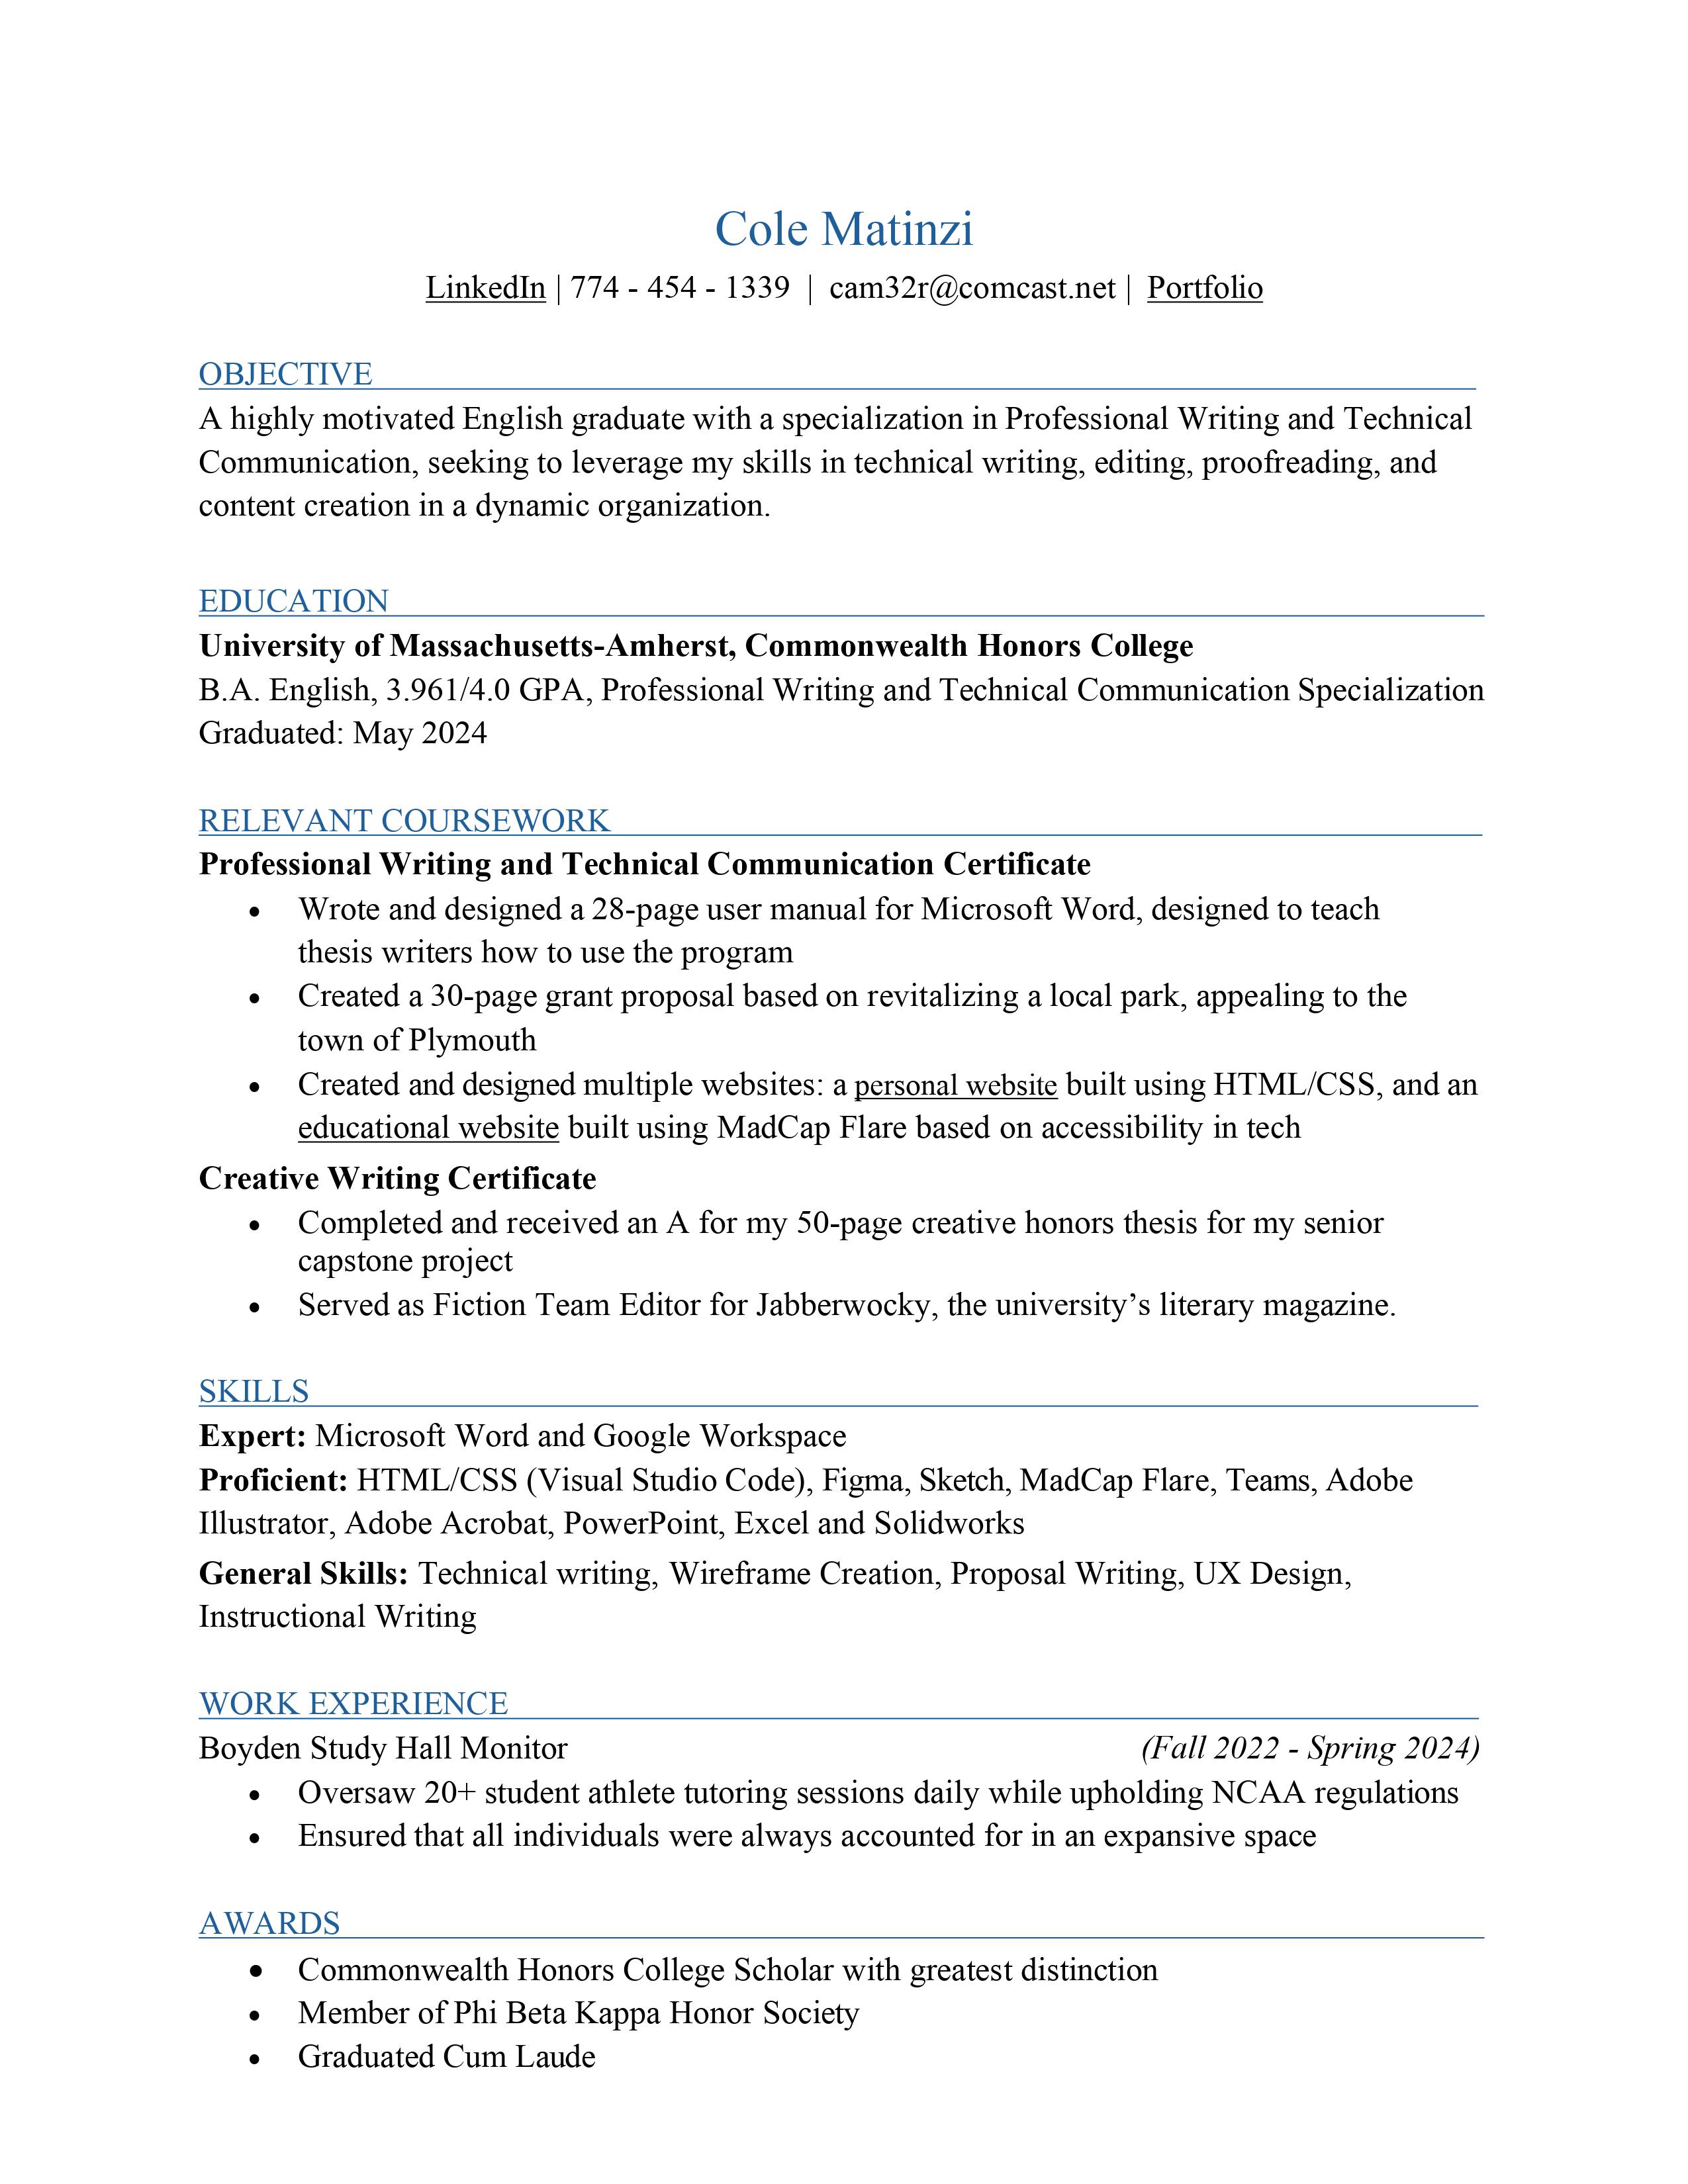 Cole Matinzi
LinkedIn | 774 - 454 - 1339 | cam32r@comcast.net | Portfolio
OBJECTIVE
A highly motivated English graduate with a specialization in Professional Writing and Technical
Communication, seeking to leverage my skills in technical writing, editing, proofreading, and
content creation in a dynamic organization.
EDUCATION
University of Massachusetts-Amherst, Commonwealth Honors College
B.A. English, 3.961/4.0 GPA, Professional Writing and Technical Communication Specialization
Graduated: May 2024
RELEVANT COURSEWORK
Professional Writing and Technical Communication Certificate
• Wrote and designed a 28-page user manual for Microsoft Word, designed to teach
thesis writers how to use the program
• Created a 30-page grant proposal based on revitalizing a local park, appealing to the
town of Plymouth
• Created and designed multiple websites: a personal website built using HTML/CSS, and an
educational website built using MadCap Flare based on accessibility in tech
Creative Writing Certificate
• Completed and received an A for my 50-page creative honors thesis for my senior
capstone project
• Served as Fiction Team Editor for Jabberwocky, the university’s literary magazine.
SKILLS
Expert: Microsoft Word and Google Workspace
Proficient: HTML/CSS (Visual Studio Code), Figma, Sketch, MadCap Flare, Teams, Adobe
Illustrator, Adobe Acrobat, PowerPoint, Excel and Solidworks
General Skills: Technical writing, Wireframe Creation, Proposal Writing, UX Design,
Instructional Writing
WORK EXPERIENCE
Boyden Study Hall Monitor (Fall 2022 - Spring 2024)
• Oversaw 20+ student athlete tutoring sessions daily while upholding NCAA regulations
• Ensured that all individuals were always accounted for in an expansive space
AWARDS
• Commonwealth Honors College Scholar with greatest distinction
• Member of Phi Beta Kappa Honor Society
• Graduated Cum Laude